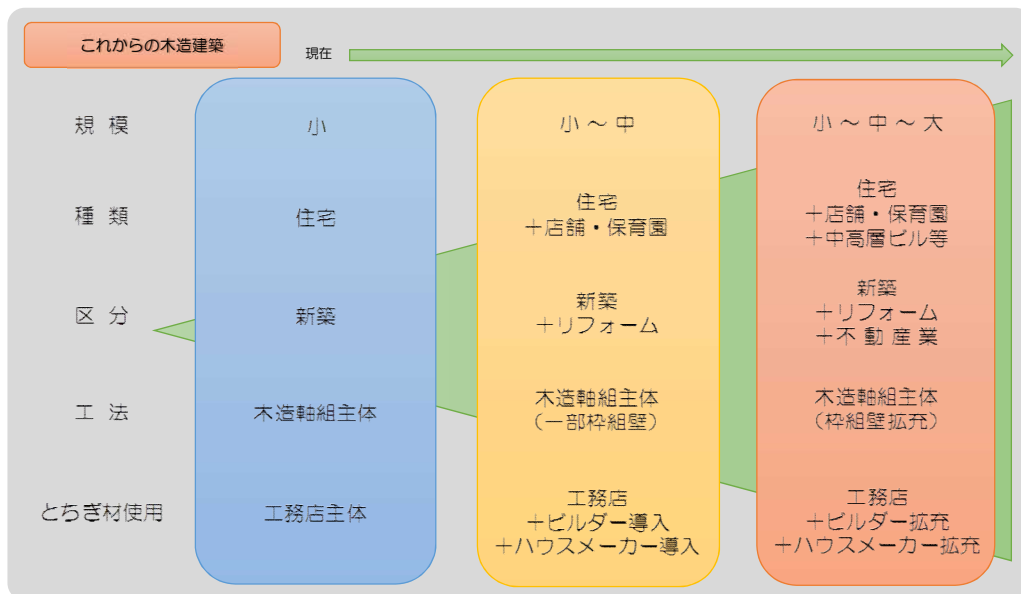 これからの木造建築
現在
規模
小
小～中
小～中～大
種類
住宅
住宅
＋店舗・保育園
住宅
＋店舗・保育園
＋中高層ビル等
区分
新築
新築
＋リフォーム
新築
＋リフォーム
＋不動産業
工法
木造軸組主体
木造軸組主体
（一部枠組壁）
木造軸組主体
（枠組壁拡充）
とちぎ材使用
工務店主体
工務店
＋ビルダー導入
＋ハウスメーカー導入
工務店
＋ビルダー拡充
＋ハウスメーカー拡充